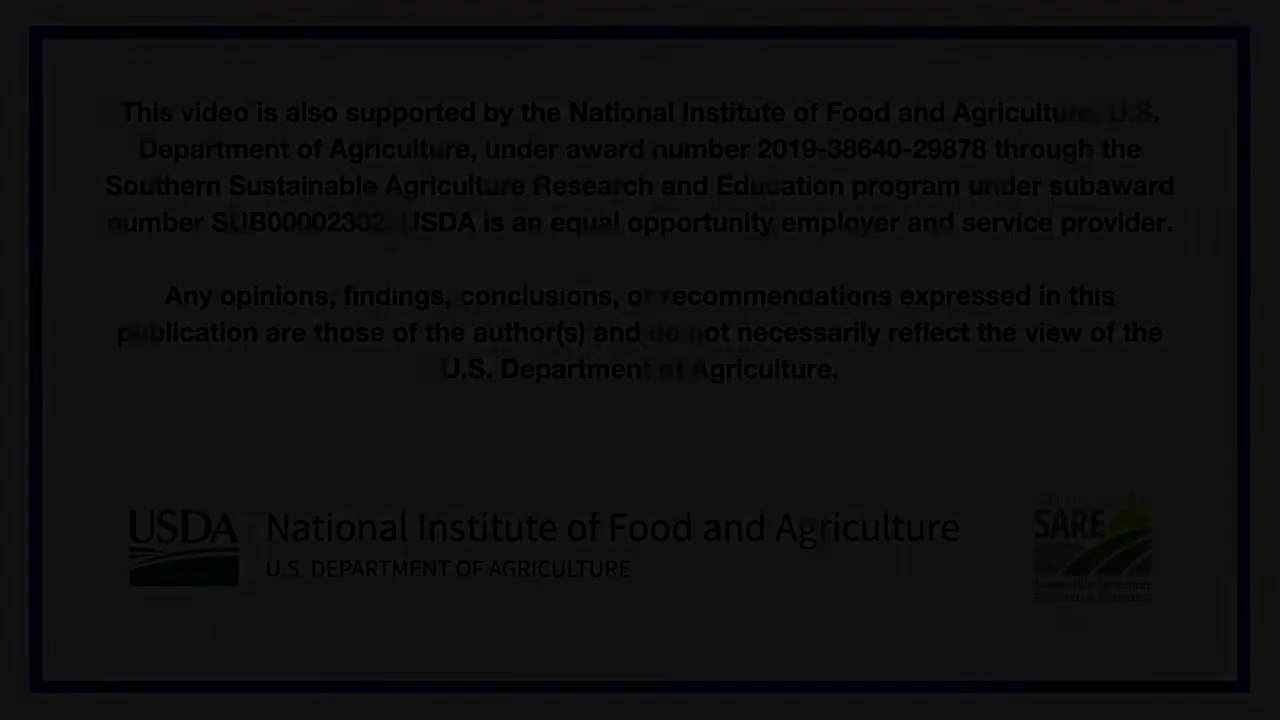 This video is also supported by the National Institute of Food and Agriculture, U.S.
Department of Agriculture, under award number 2019-38640-29878 through the
Southern Sustainable Agriculture Research and Education program under subaward
number SUB00002302. USDA is an equal opportunity employer and service provider.
Any opinions, findings, conclusions, or recommendations expressed in this
publication are those of the author(s) and do not necessarily reflect the view of the
U.S. Department of Agriculture.
USDA
National Institute of Food and Agriculture
U.S. DEPARTMENT OF AGRICULTURE
SARE
Sustainable Agriculture
Research & Education